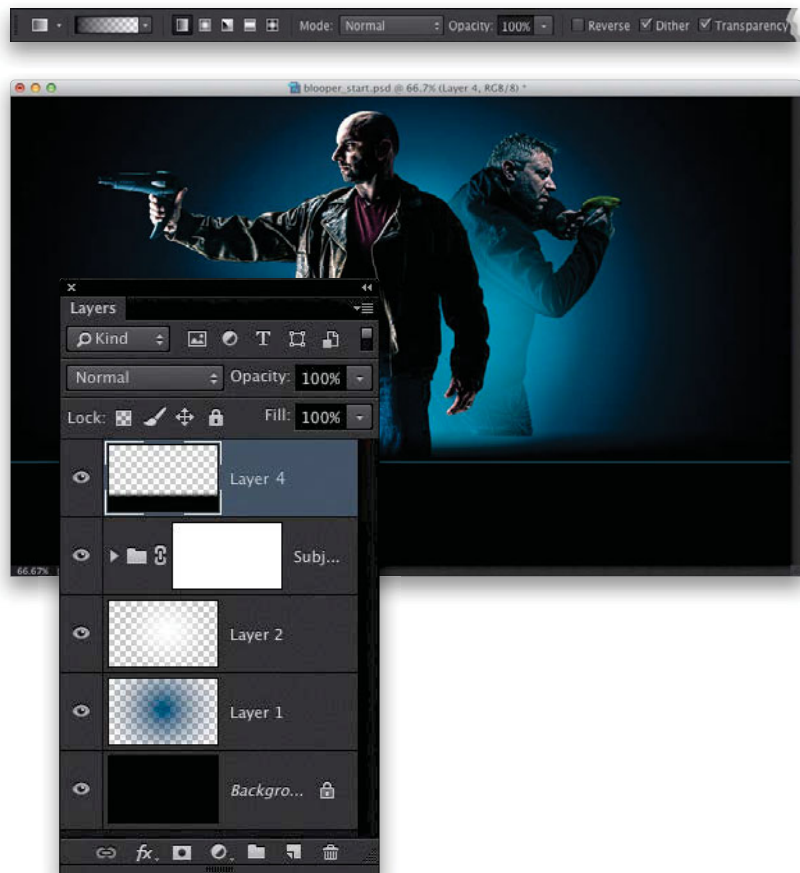 Mode: Normal Opacity: 100% Reverse Dither Transparency
blooper_start.psd @ 66.7% (Layer 4, RGB/8) *
Layers
Kind T
Normal Opacity: 100%
Lock: Fill: 100%
Layer 4
Subj...
Layer 2
Layer 1
Backgro...
fx
66.67%